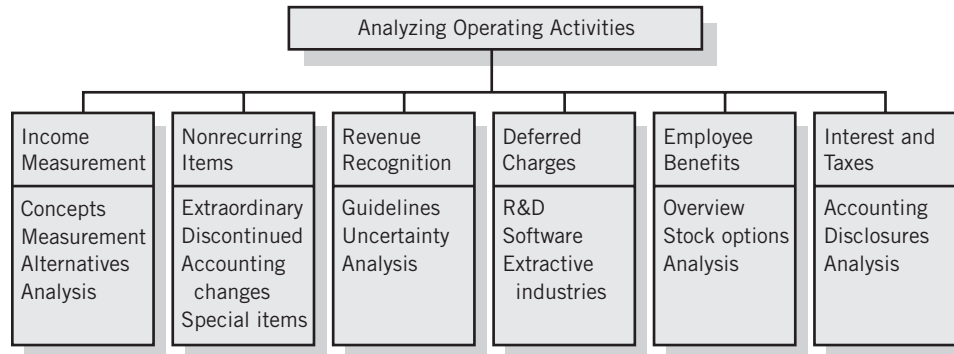 Analyzing Operating Activities
Income
Measurement
Concepts
Measurement
Alternatives
Analysis
Nonrecurring
Items
Extraordinary
Discontinued
Accounting
changes
Special items
Revenue
Recognition
Guidelines
Uncertainty
Analysis
Deferred
Charges
R&D
Software
Extractive
industries
Employee
Benefits
Overview
Stock options
Analysis
Interest and
Taxes
Accounting
Disclosures
Analysis